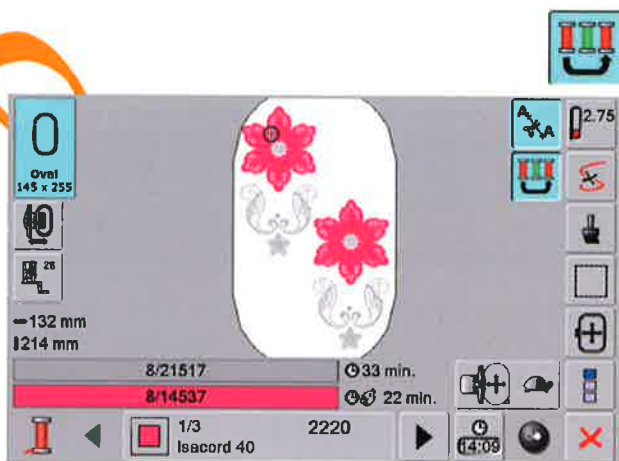 Oval
145 x 255
26
132 mm
214 mm
A A
2.75
8/21517
33 min.
8/14537
22 min.
1/3
2220
Isacord 40
14:09